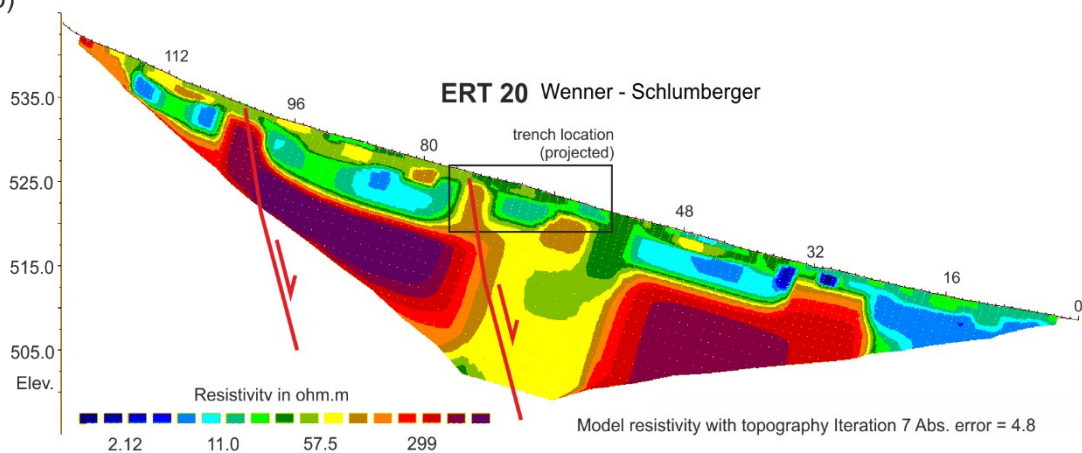 112
535.0
96
ERT 20 Wenner - Schlumberger
trench location
(projected)
80
525.0
48
515.0
32
16
0
505.0
Elev.
Resistivity in ohm.m
2.12 11.0 57.5 299
Model resistivity with topography Iteration 7 Abs. error = 4.8